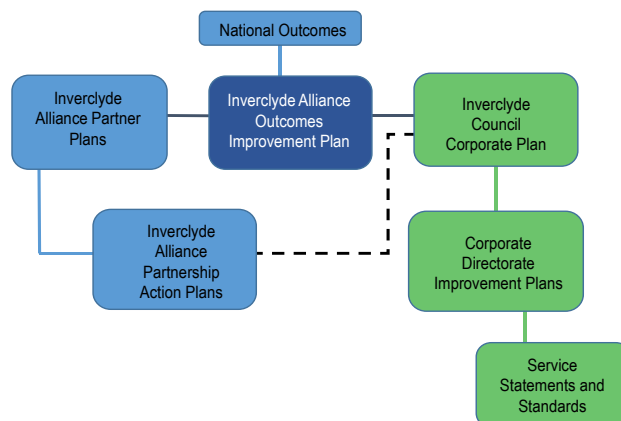 National Outcomes
Inverclyde
Alliance Partner
Plans
Inverclyde Alliance
Outcomes
Improvement Plan
Inverclyde
Council
Corporate Plan
Inverclyde
Alliance
Partnership
Action Plans
Corporate
Directorate
Improvement Plans
Service
Statements and
Standards